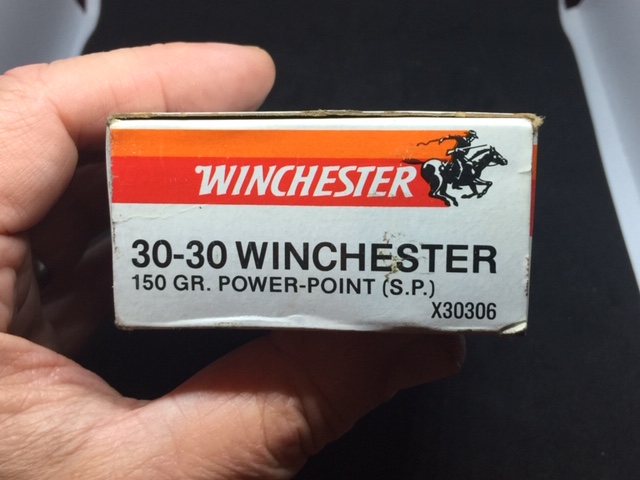 WINCHESTER
30-30 WINCHESTER
150 GR. POWER-POINT (S.P.)
X30306